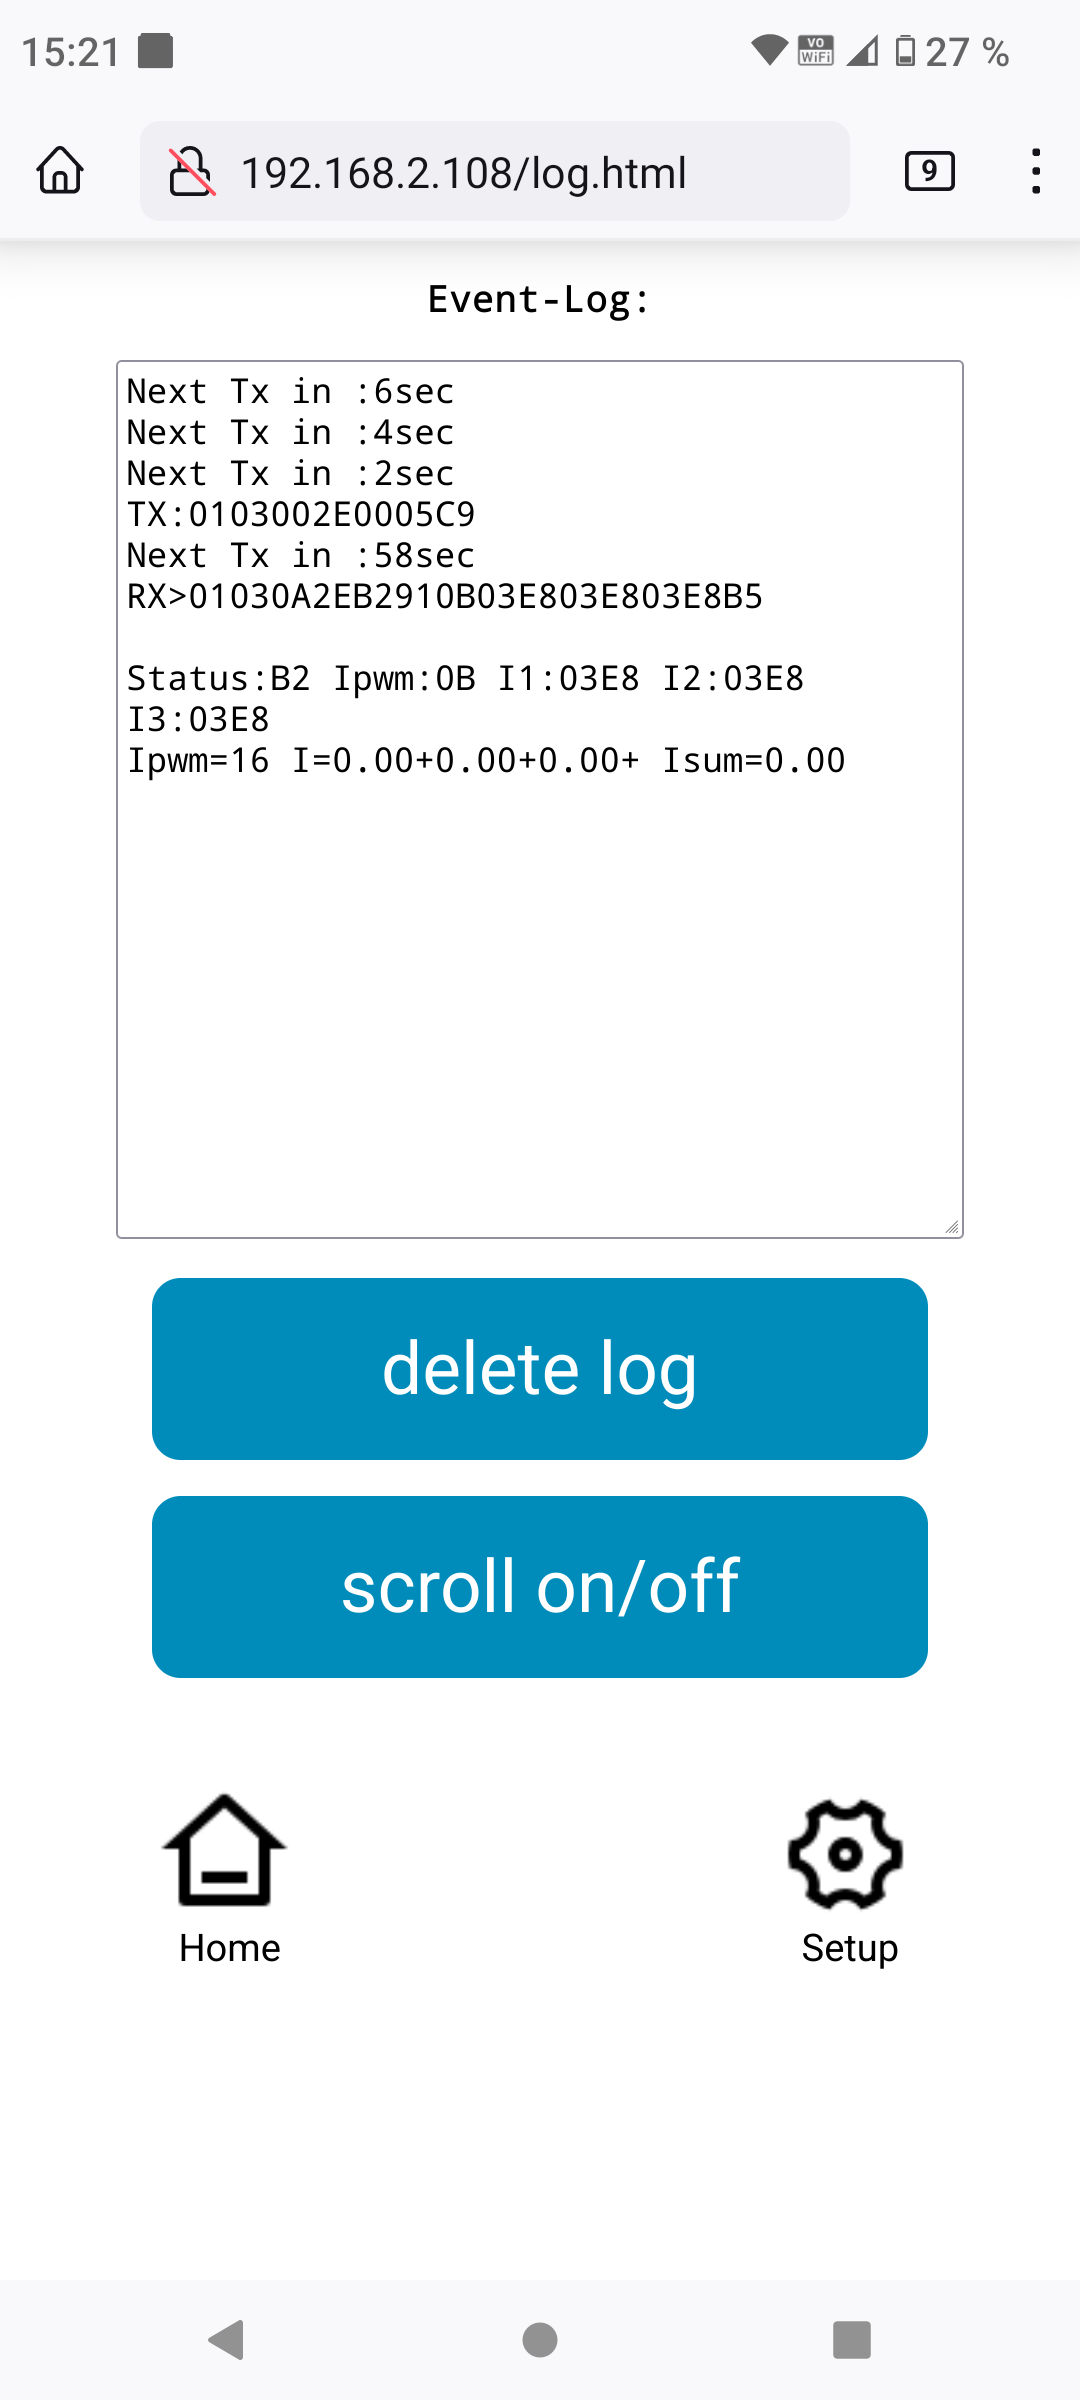 15:21
VO WiFi
27 %
192.168.2.108/log.html
9
Event-Log:
Next Tx in :6sec
Next Tx in :4sec
Next Tx in :2sec
TX:0103002E0005C9
Next Tx in :58sec
RX>01030A2EB2910B03E803E803E8B5
Status:B2 Ipwm:0B I1:03E8 I2:03E8
I3:03E8
Ipwm=16 I=0.00+0.00+0.00+ Isum=0.00
delete log
scroll on/off
Home
Setup